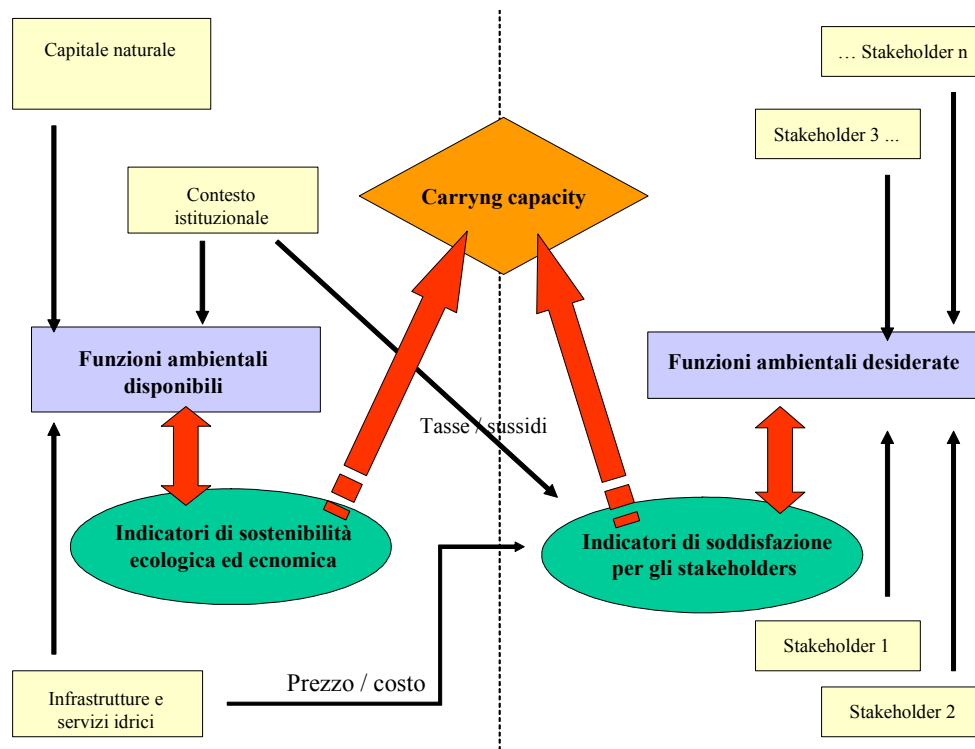 Capitale naturale
… Stakeholder n
Stakeholder 3 ...
Contesto
istituzionale
Carryng capacity
Funzioni ambientali
disponibili
Funzioni ambientali desiderate
Tasse / sussidi
Indicatori di sostenibilità
ecologica ed ecnomica
Indicatori di soddisfazione
per gli stakeholders
Stakeholder 1
Prezzo / costo
Infrastrutture e
servizi idrici
Stakeholder 2